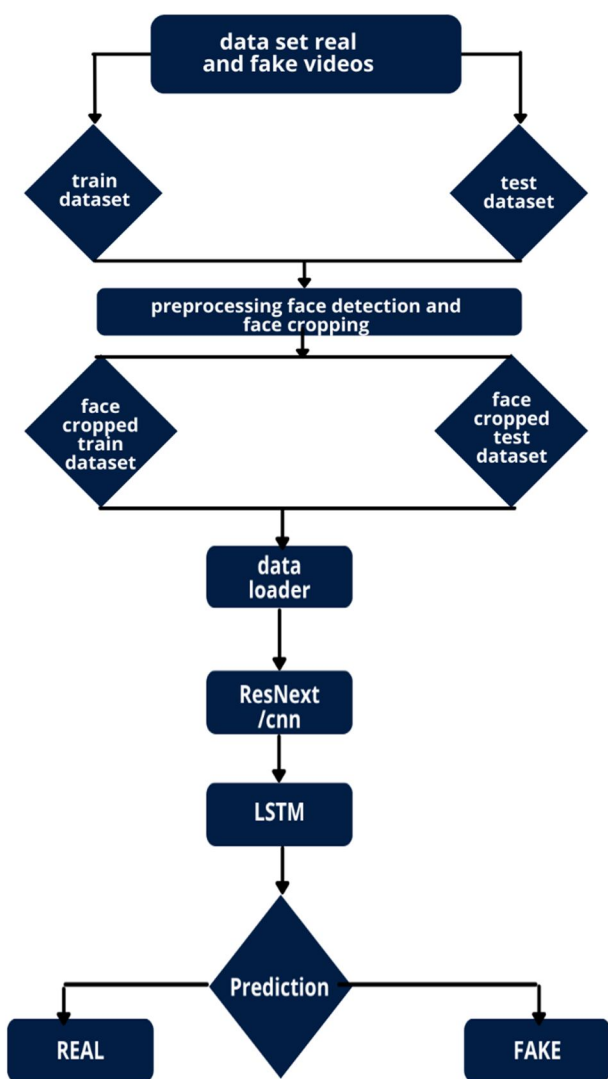 data set real
and fake videos
train
dataset
test
dataset
preprocessing face detection and
face cropping
face
cropped
train
dataset
face
cropped
test
dataset
data
loader
ResNext
/cnn
LSTM
Prediction
REAL
FAKE